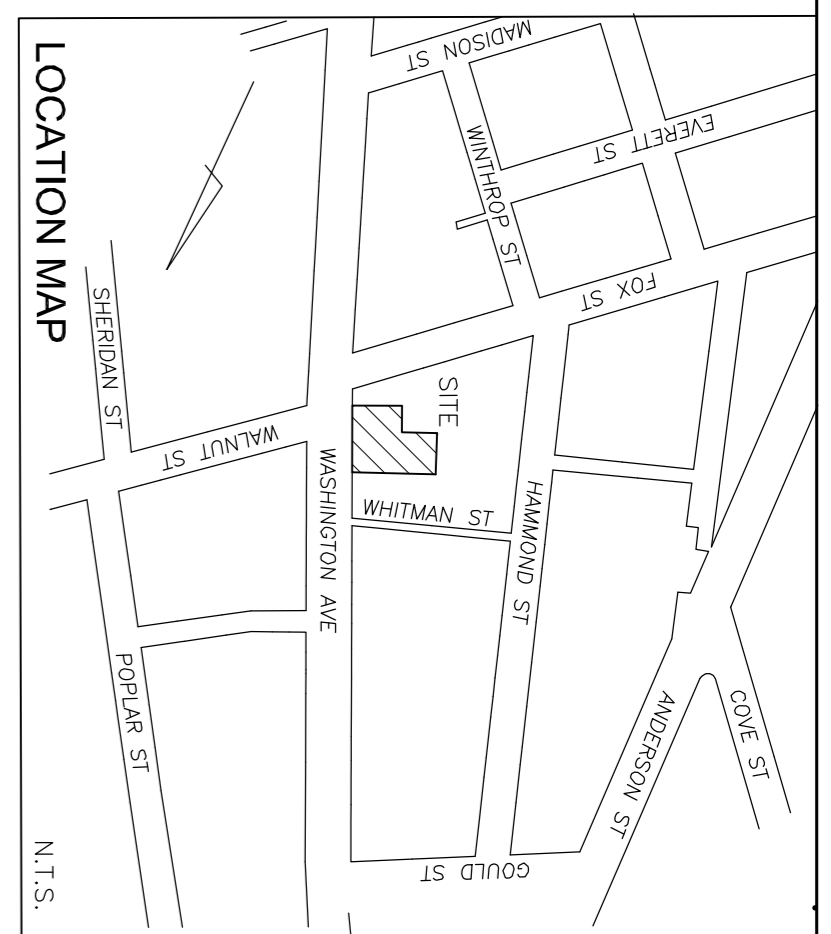 MADISON ST
EVERETT ST
WINTHROP ST
FOX ST
LOCATION MAP
SHERIDAN ST
SITE
WALNUT ST
WASHINGTON AVE
WHITMAN ST
HAMMOND ST
POPLAR ST
ANDERSON ST
COVE ST
GOULD ST
N.T.S.